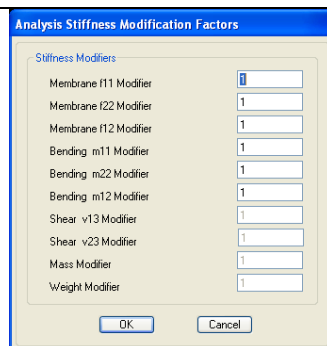 Analysis Stiffness Modification Factors
Stiffness Modifiers
Membrane f11 Modifier 1
Membrane f22 Modifier 1
Membrane f12 Modifier 1
Bending m11 Modifier 1
Bending m22 Modifier 1
Bending m12 Modifier 1
Shear v13 Modifier 1
Shear v23 Modifier 1
Mass Modifier 1
Weight Modifier 1
OK Cancel